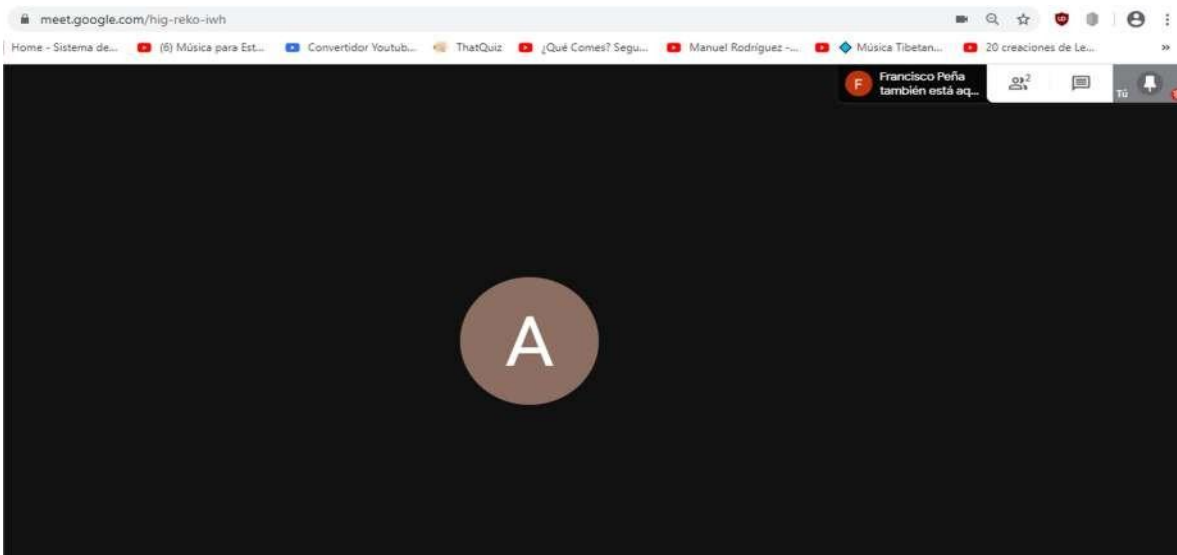 meet.google.com/hig-reko-iwh
Home - Sistema de... (6) Música para Est... Convertidor Youtub... ThatQuiz ¿Qué Comes? Segu... Manuel Rodríguez -... Música Tibetan... 20 creaciones de Le... »
F Francisco Peña
también está aq...
2
Tú
A